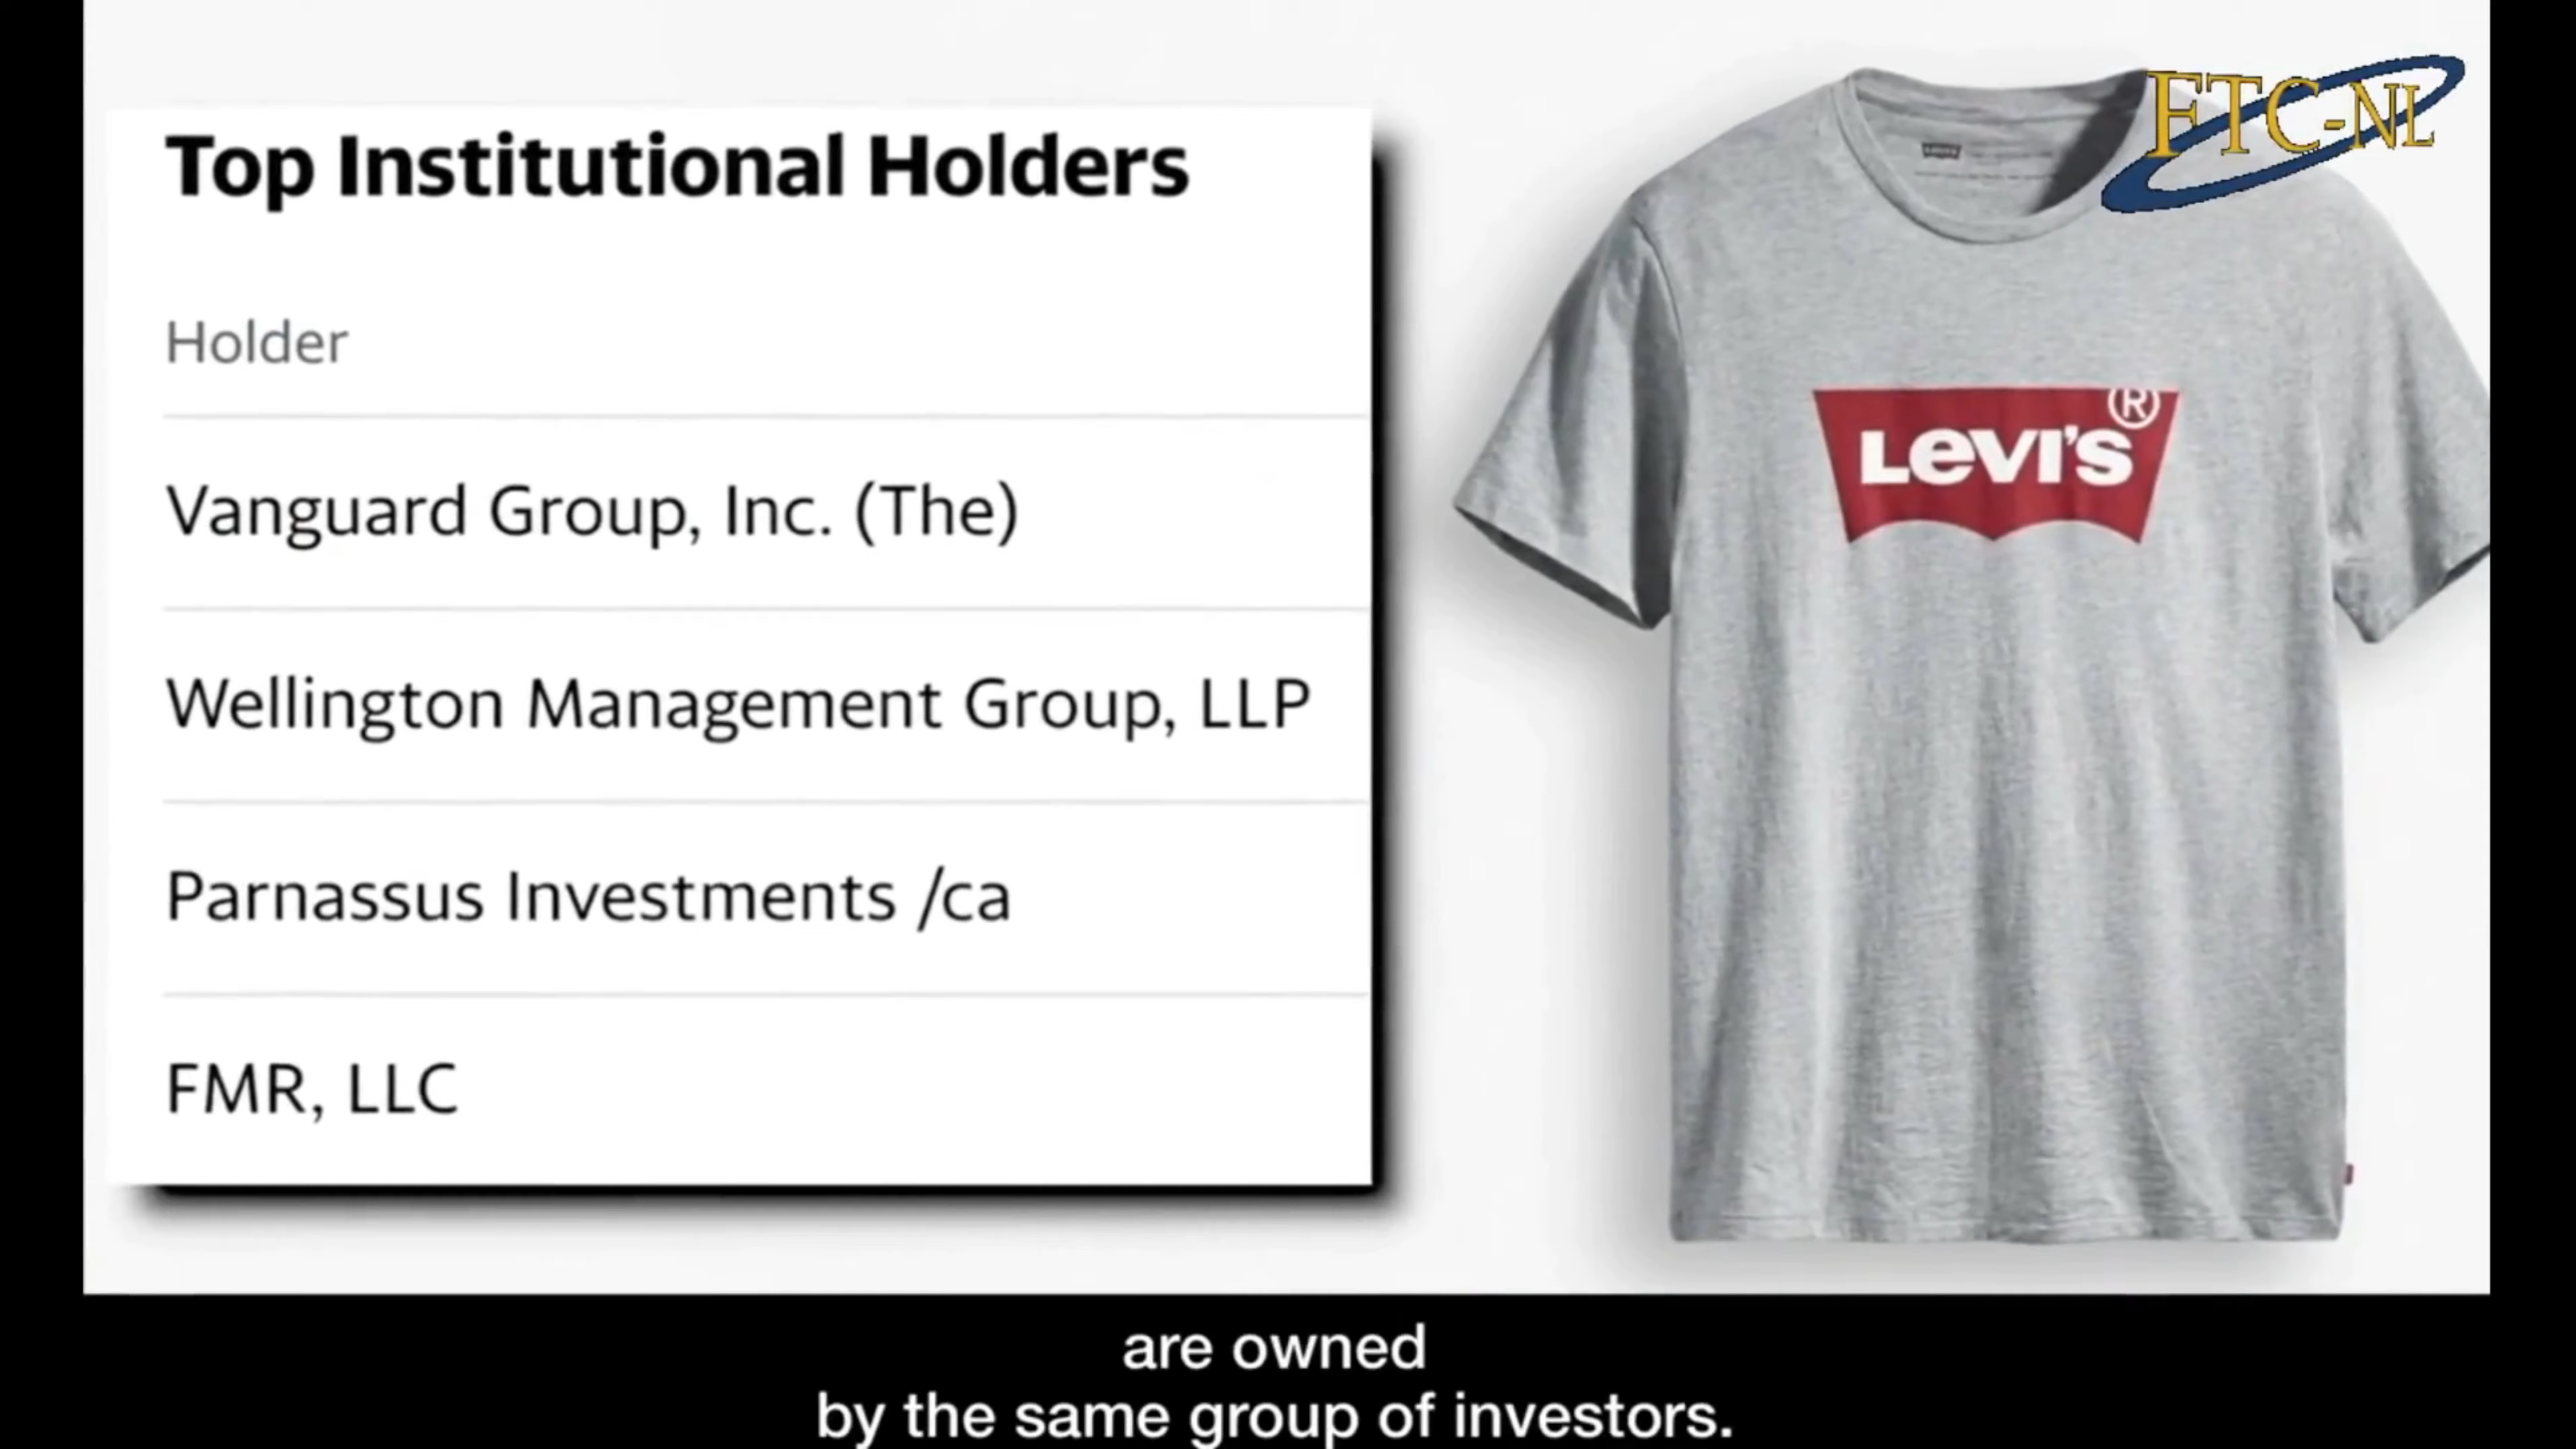 FTC-NL
Top Institutional Holders
Holder
Vanguard Group, Inc. (The)
Wellington Management Group, LLP
Parnassus Investments /ca
FMR, LLC
LEVI'S
®
are owned
by the same group of investors.